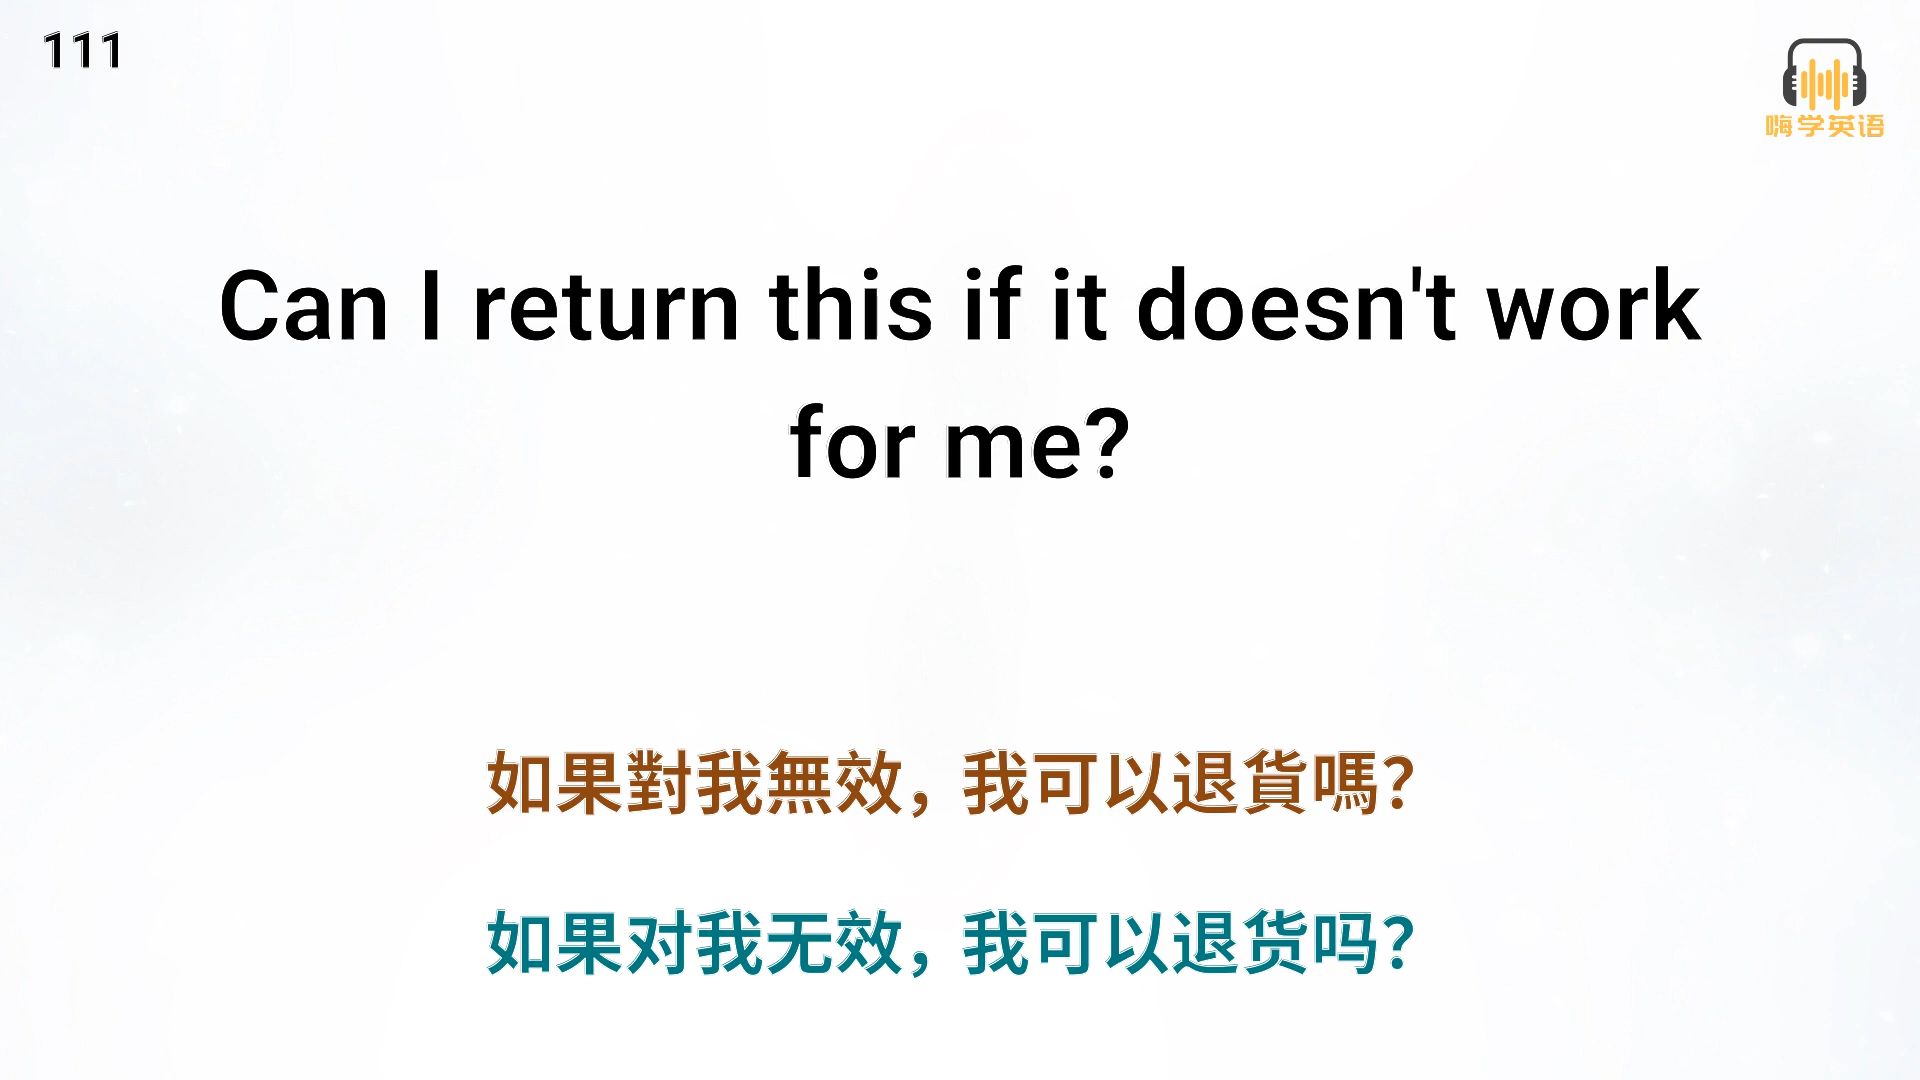 111
嗨学英语
Can I return this if it doesn't work
for me?
如果對我無效，我可以退貨嗎？
如果对我无效，我可以退货吗？